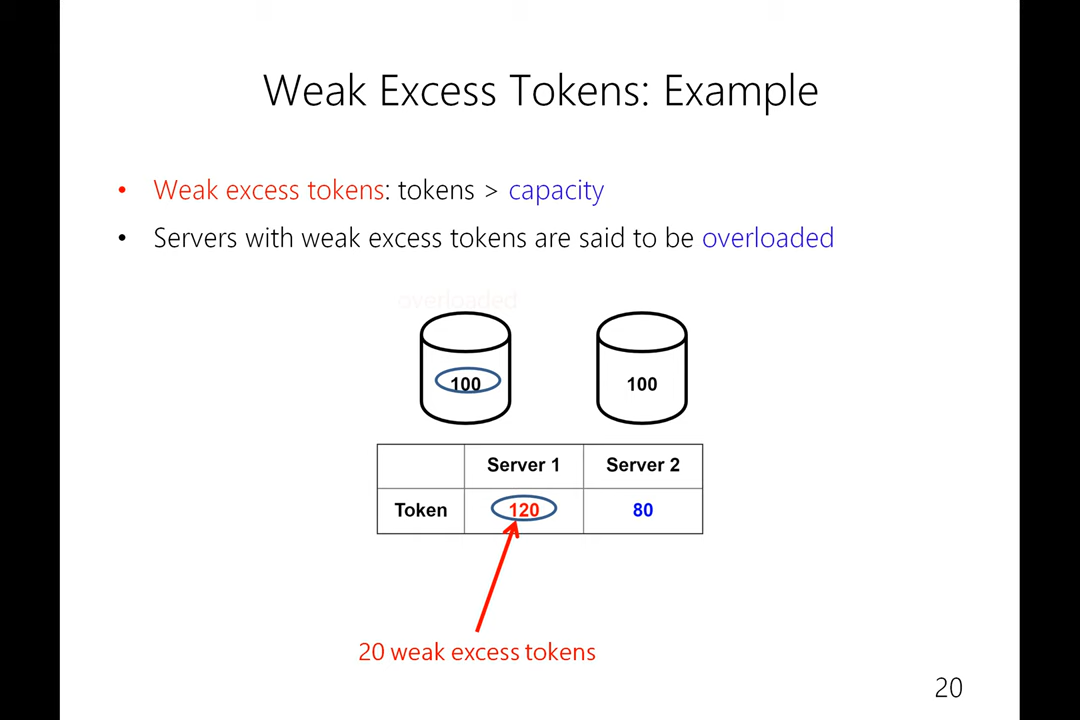 Weak Excess Tokens: Example
• Weak excess tokens: tokens > capacity
• Servers with weak excess tokens are said to be overloaded
overloaded
100 100
Server 1 Server 2
Token 120 80
20 weak excess tokens
20